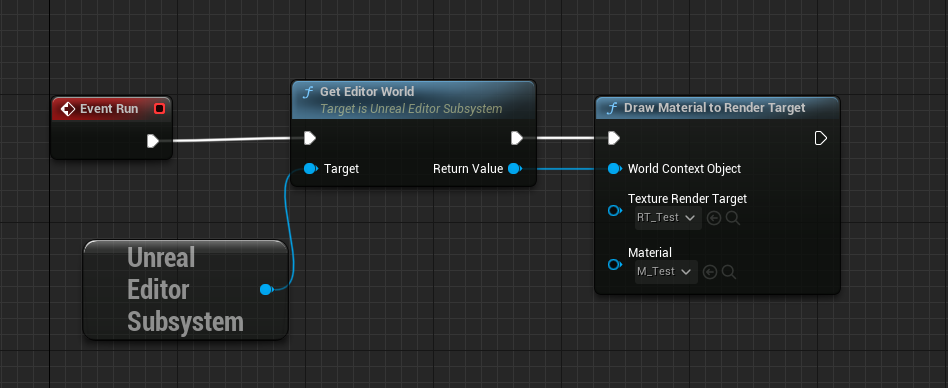 Event Run
Get Editor World
Target is Unreal Editor Subsystem
Target
Return Value
Unreal
Editor
Subsystem
Draw Material to Render Target
World Context Object
Texture Render Target
RT_Test
Material
M_Test